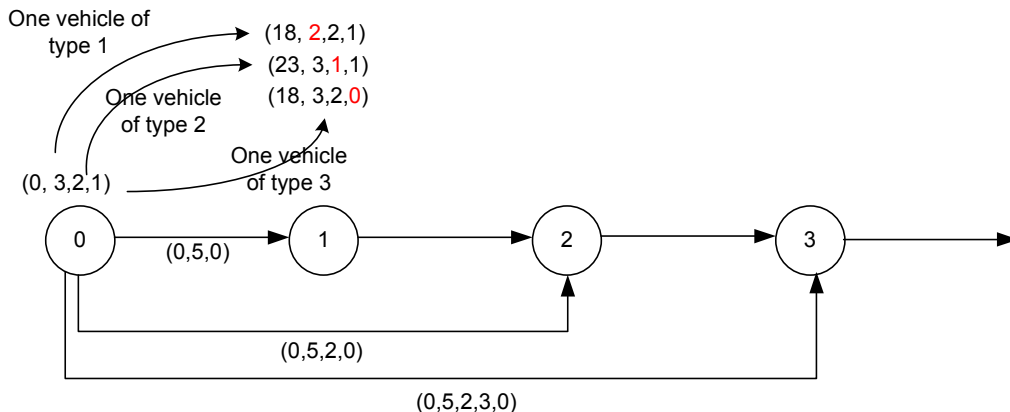 One vehicle of
type 1
(18, 2,2,1)
(23, 3,1,1)
(18, 3,2,0)
One vehicle
of type 2
One vehicle
of type 3
(0, 3,2,1)
0
1
2
3
(0,5,0)
(0,5,2,0)
(0,5,2,3,0)